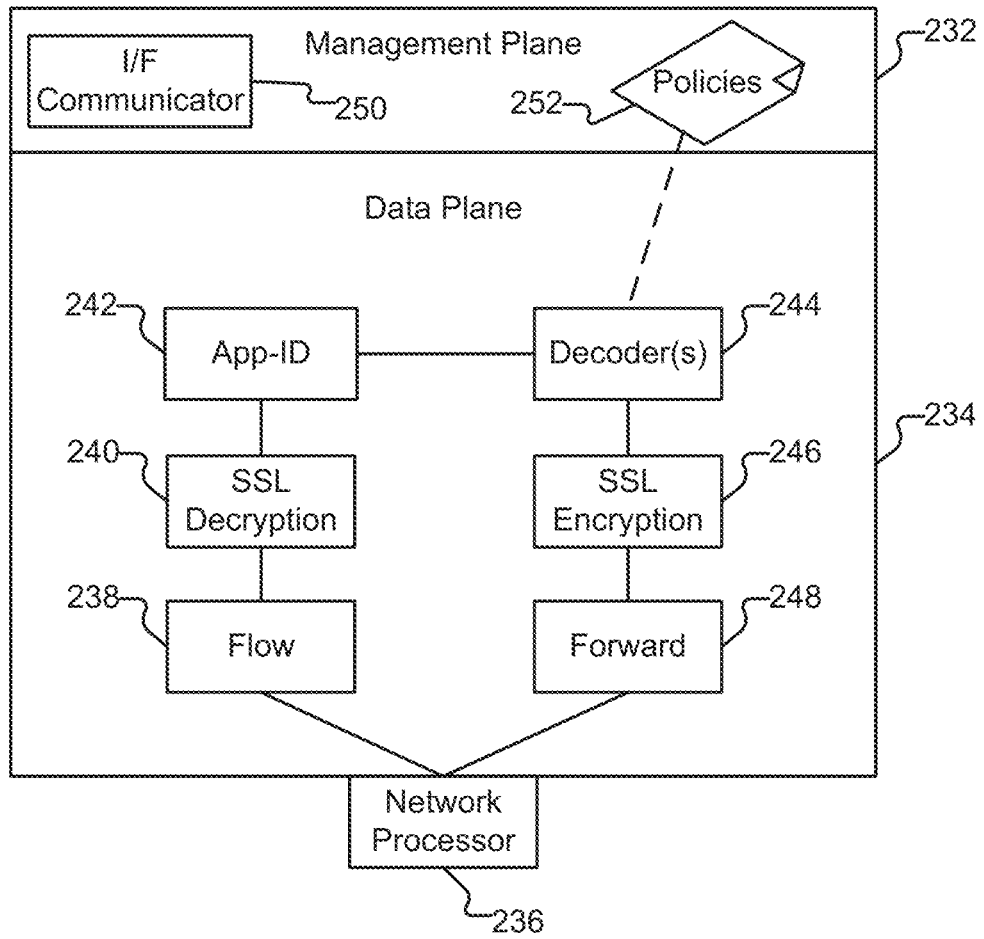 Management Plane
232
I/F
Communicator
250
252
Policies
Data Plane
242
App-ID
Decoder(s)
244
234
240
SSL
Decryption
SSL
Encryption
246
238
Flow
Forward
248
Network
Processor
236